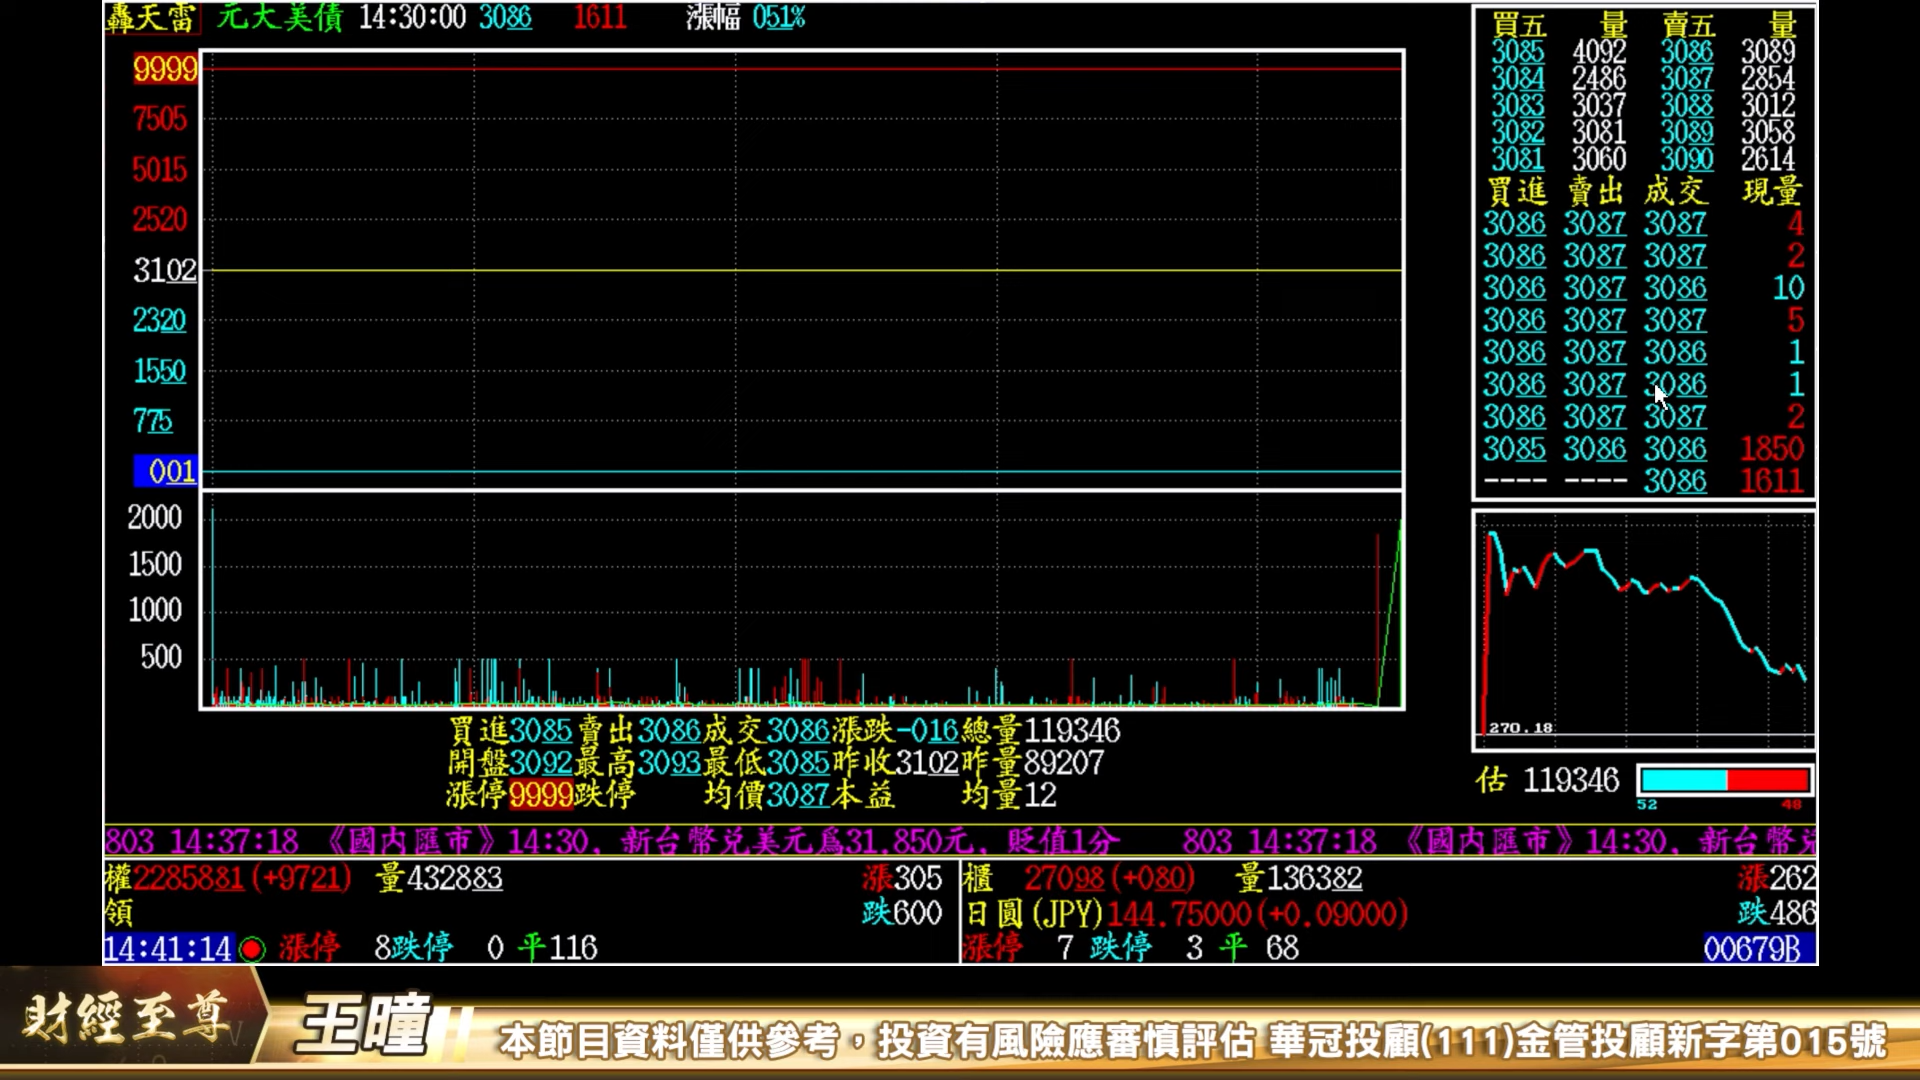 轟天雷 元大美債 14:30:00 3086 1611 漲幅 051%
9999
7505
5015
2520
3102
2320
1550
775
001
2000
1500
1000
500
買五 量 賣五 量
3085 4092 3086 3089
3084 2486 3087 2854
3083 3037 3088 3012
3082 3081 3089 3058
3081 3060 3090 2614
買進 賣出 成交 現量
3086 3087 3087 4
3086 3087 3087 2
3086 3087 3086 10
3086 3087 3087 5
3086 3087 3086 1
3086 3087 3086 1
3086 3087 3087 2
3085 3086 3086 1850
---- ---- 3086 1611
270.18
估 119346
52 48
買進3085賣出3086成交3086漲跌-016總量119346
開盤3092最高3093最低3085昨收3102昨量89207
漲停9999跌停 均價3087本益 均量12
803 14:37:18 《國內匯市》14:30, 新台幣兌美元為31.850元, 貶值1分 803 14:37:18 《國內匯市》14:30, 新台幣兌
權2285881(+9721) 量432883 漲305
領 跌600
14:41:14 漲停 8跌停 0 平116
櫃 27098(+080) 量136382 漲262
日圓(JPY)144.75000(+0.09000) 跌486
漲停 7 跌停 3 平 68 00679B
財經至尊 王曈 本節目資料僅供參考，投資有風險應審慎評估 華冠投顧(111)金管投顧新字第015號